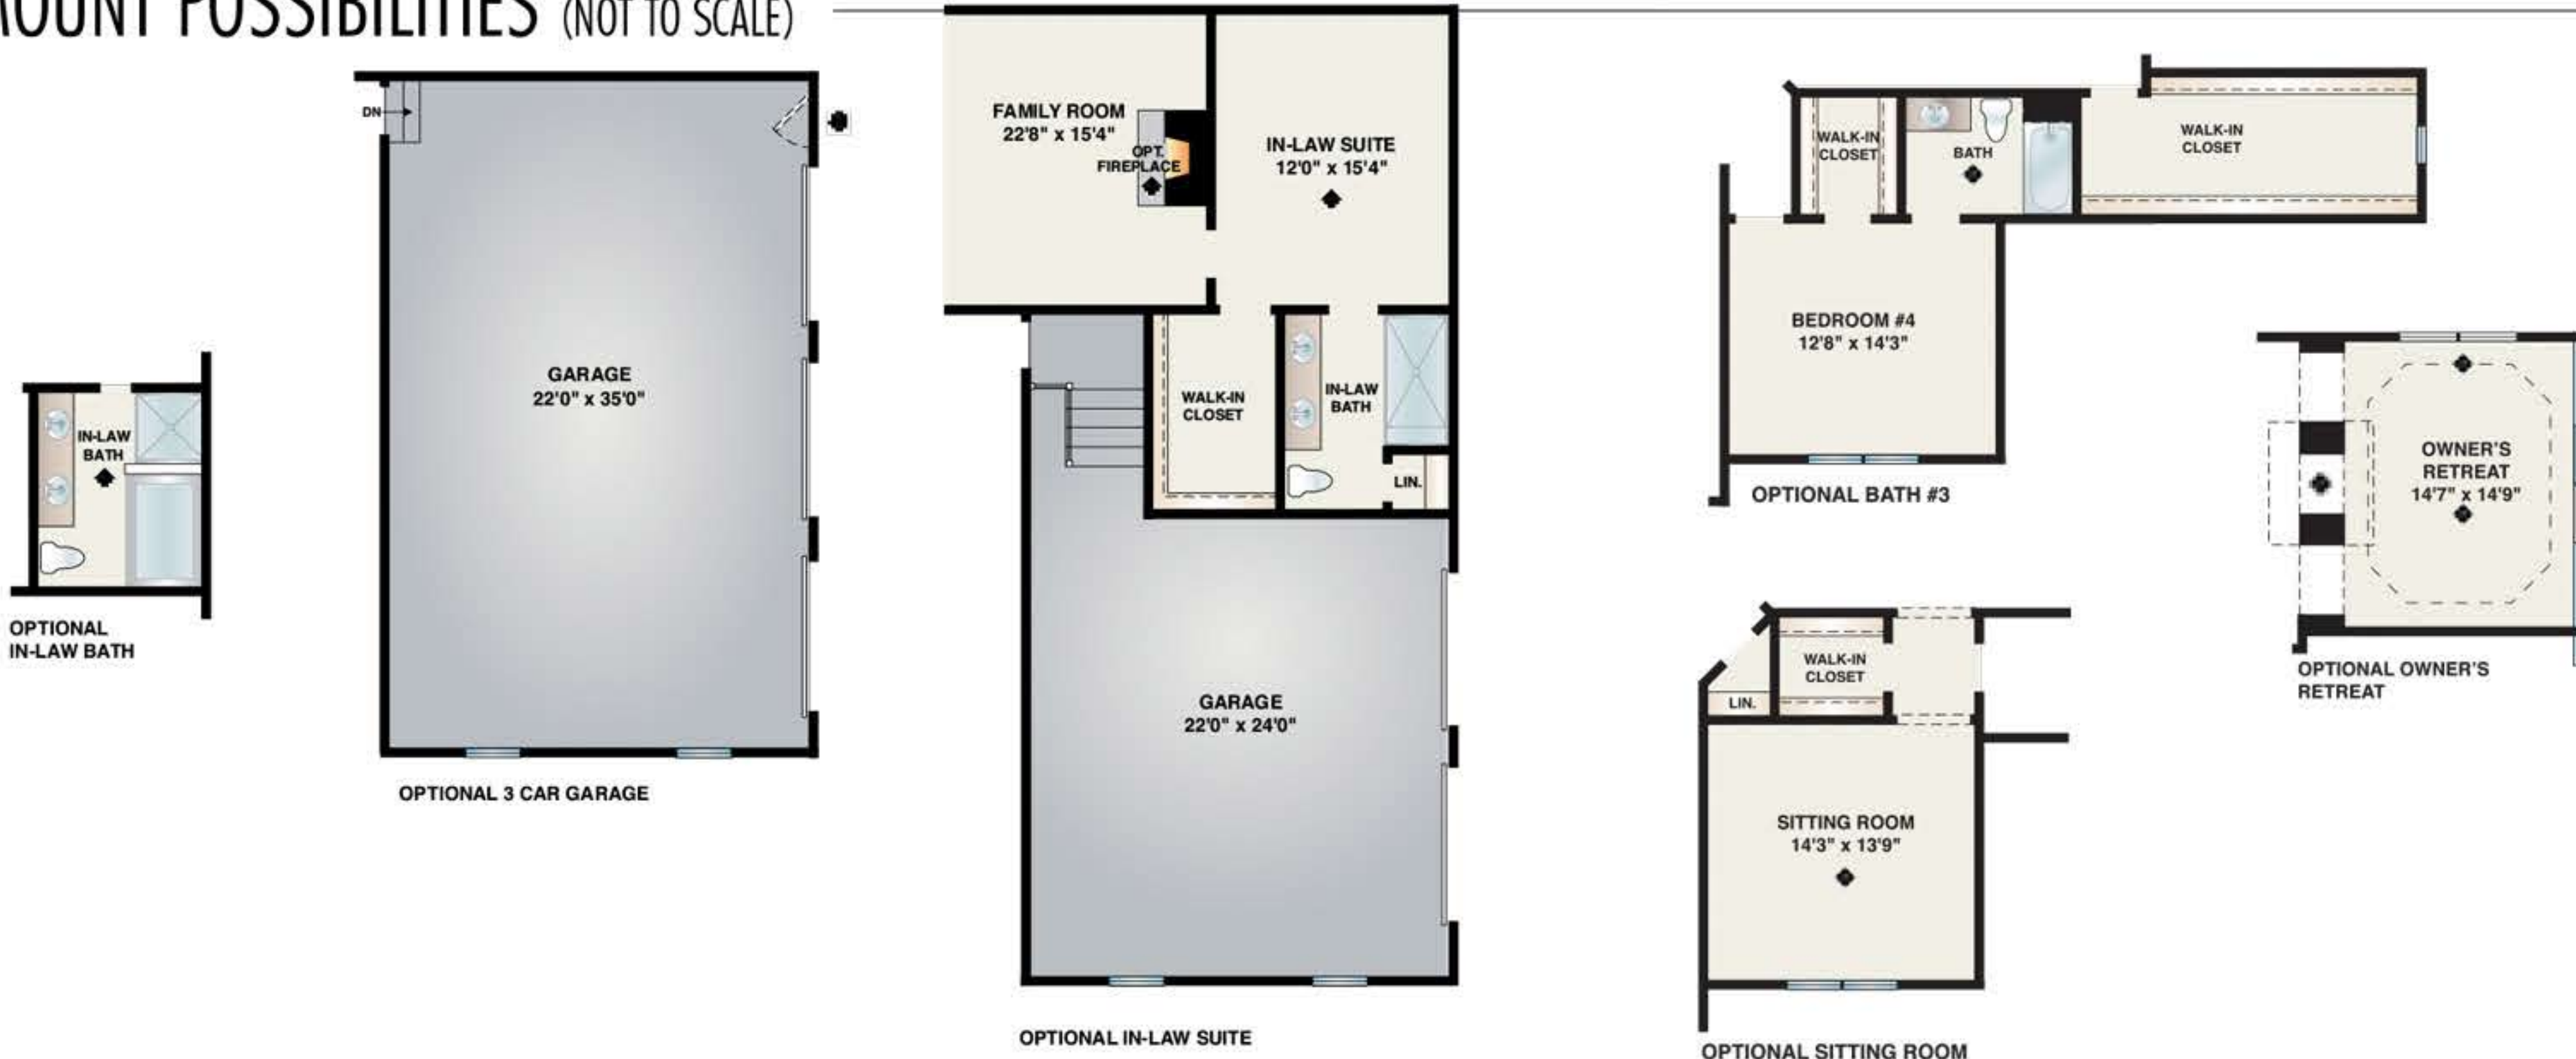 POSSIBILITIES (NOT TO SCALE)
IN-LAW
BATH
OPTIONAL
IN-LAW BATH
DN
GARAGE
22'0" x 35'0"
OPTIONAL 3 CAR GARAGE
FAMILY ROOM
22'8" x 15'4"
OPT.
FIREPLACE
IN-LAW SUITE
12'0" x 15'4"
WALK-IN
CLOSET
IN-LAW
BATH
LIN.
GARAGE
22'0" x 24'0"
OPTIONAL IN-LAW SUITE
WALK-IN
CLOSET
BATH
WALK-IN
CLOSET
BEDROOM #4
12'8" x 14'3"
OPTIONAL BATH #3
WALK-IN
CLOSET
LIN.
SITTING ROOM
14'3" x 13'9"
OPTIONAL SITTING ROOM
OWNER'S
RETREAT
14'7" x 14'9"
OPTIONAL OWNER'S
RETREAT